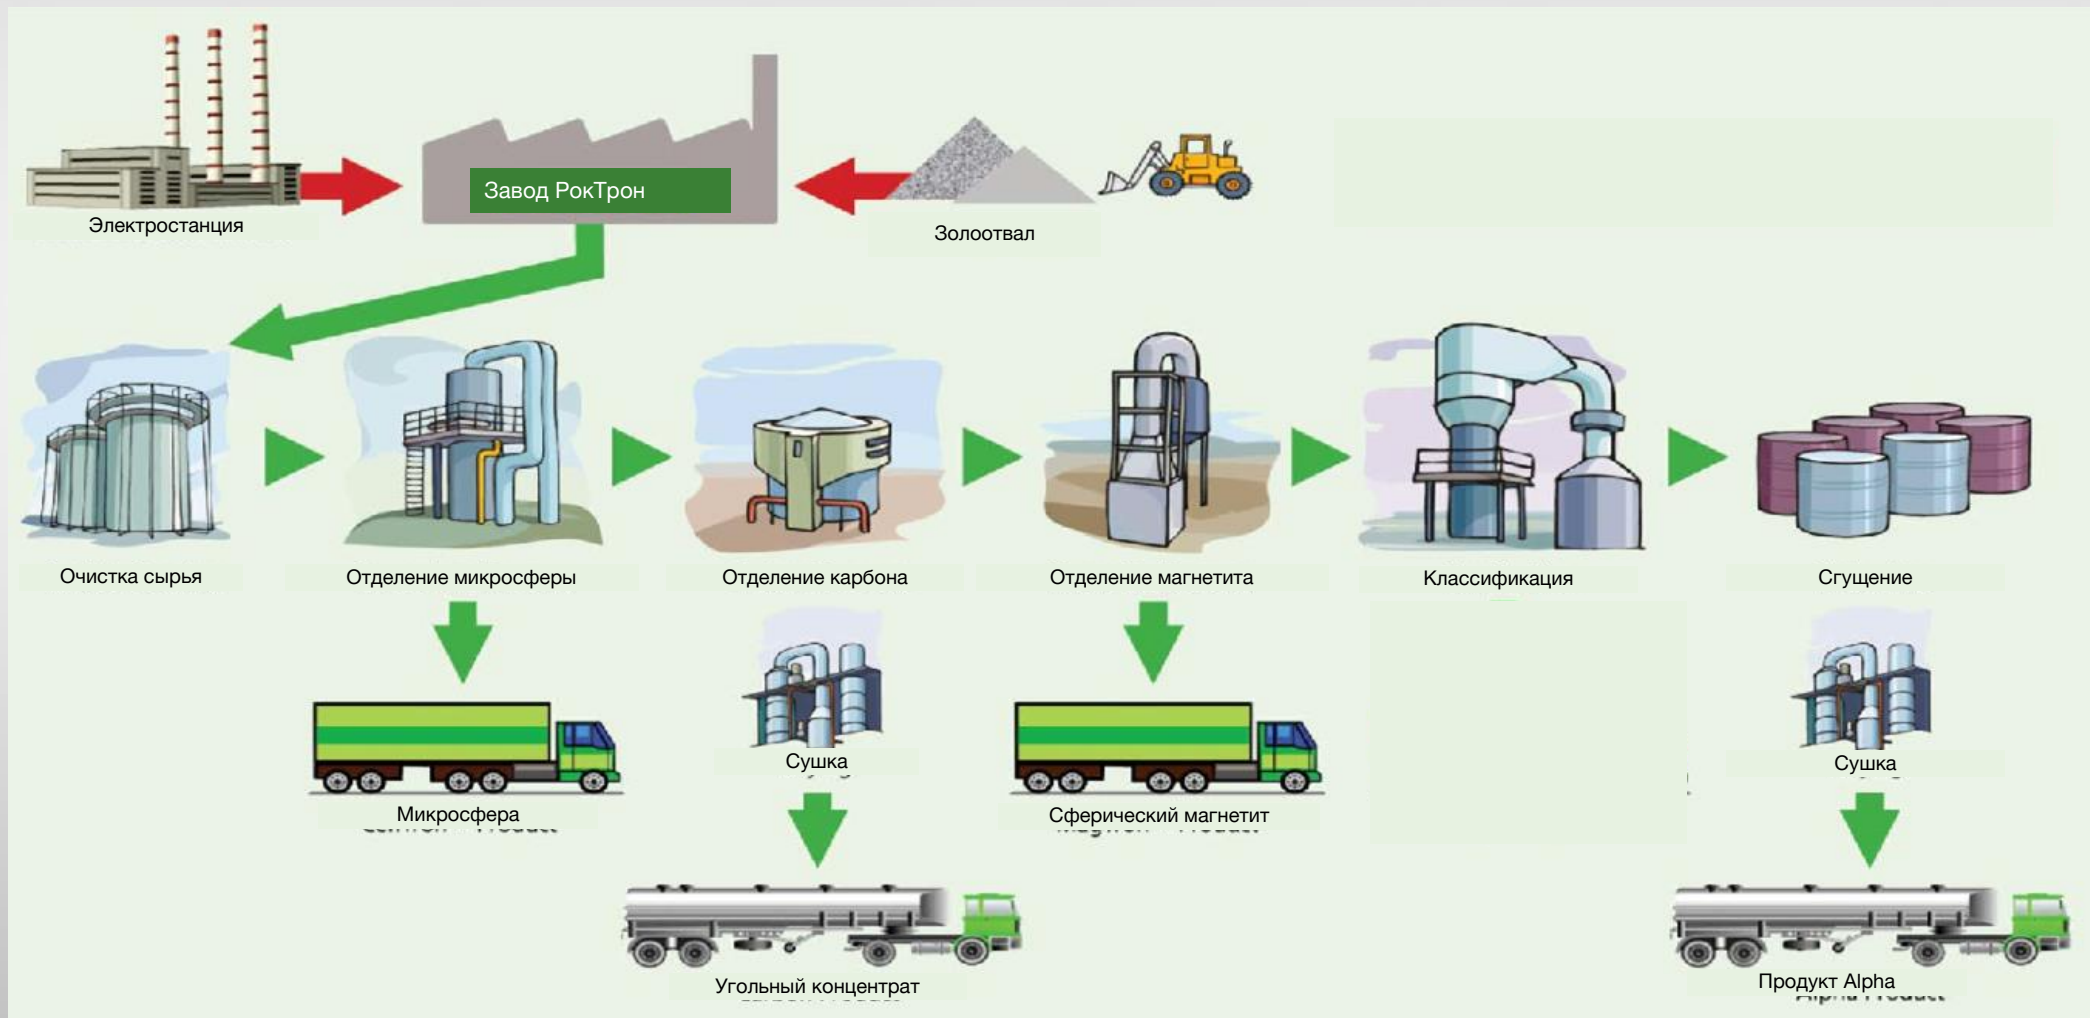 Завод РокТрон
Электростанция
Золоотвал
Очистка сырья
Отделение микросферы
Отделение карбона
Отделение магнетита
Классификация
Сгущение
Сушка
Сушка
Микросфера
Сферический магнетит
Угольный концентрат
Продукт Alpha